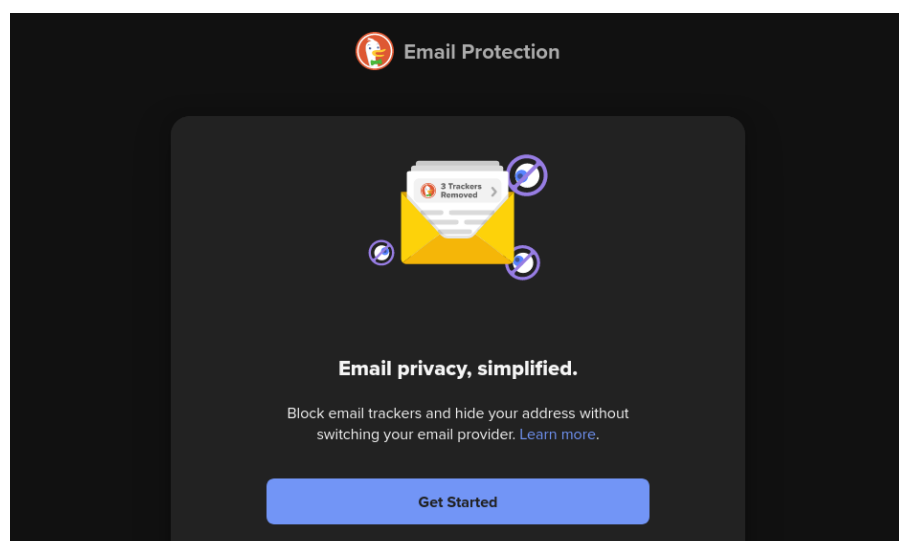 Email Protection
3 Trackers
Removed
Email privacy, simplified.
Block email trackers and hide your address without
switching your email provider. Learn more.
Get Started